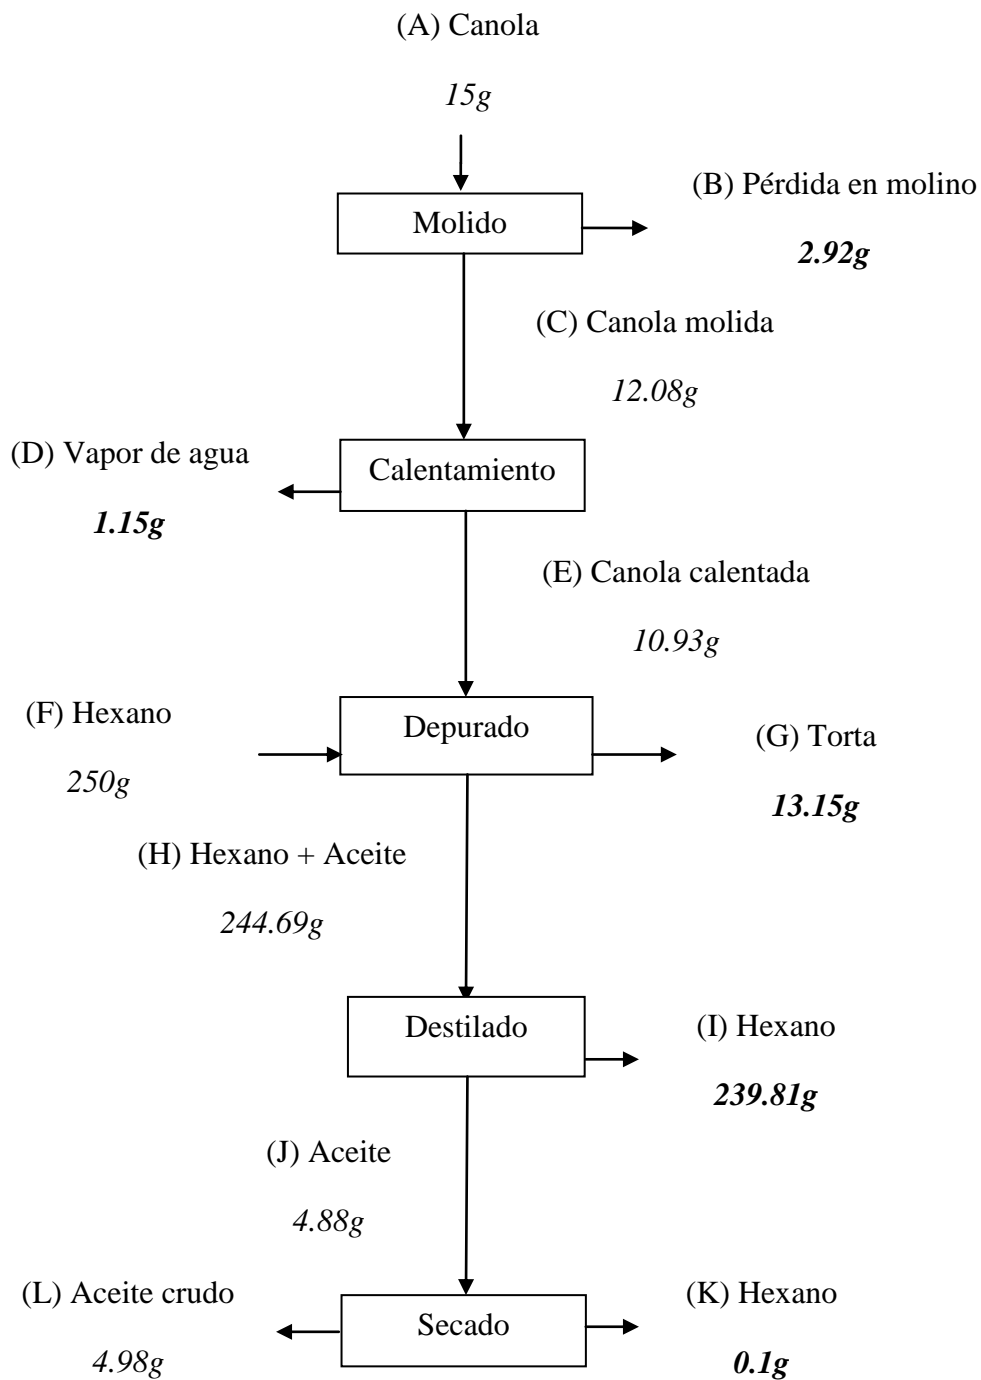 (A) Canola
15g
Molido
(B) Pérdida en molino
2.92g
(C) Canola molida
12.08g
(D) Vapor de agua
1.15g
Calentamiento
(E) Canola calentada
10.93g
(F) Hexano
250g
Depurado
(G) Torta
13.15g
(H) Hexano + Aceite
244.69g
Destilado
(I) Hexano
239.81g
(J) Aceite
4.88g
(L) Aceite crudo
4.98g
Secado
(K) Hexano
0.1g